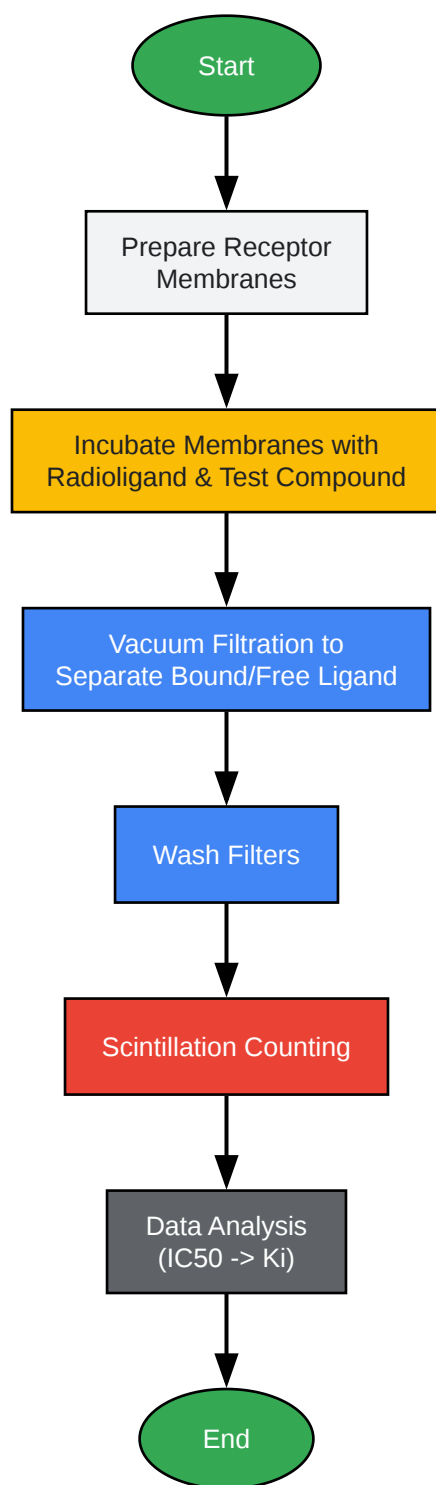 Start
Prepare Receptor
Membranes
Incubate Membranes with
Radioligand & Test Compound
Vacuum Filtration to
Separate Bound/Free Ligand
Wash Filters
Scintillation Counting
Data Analysis
(IC50 -> Ki)
End